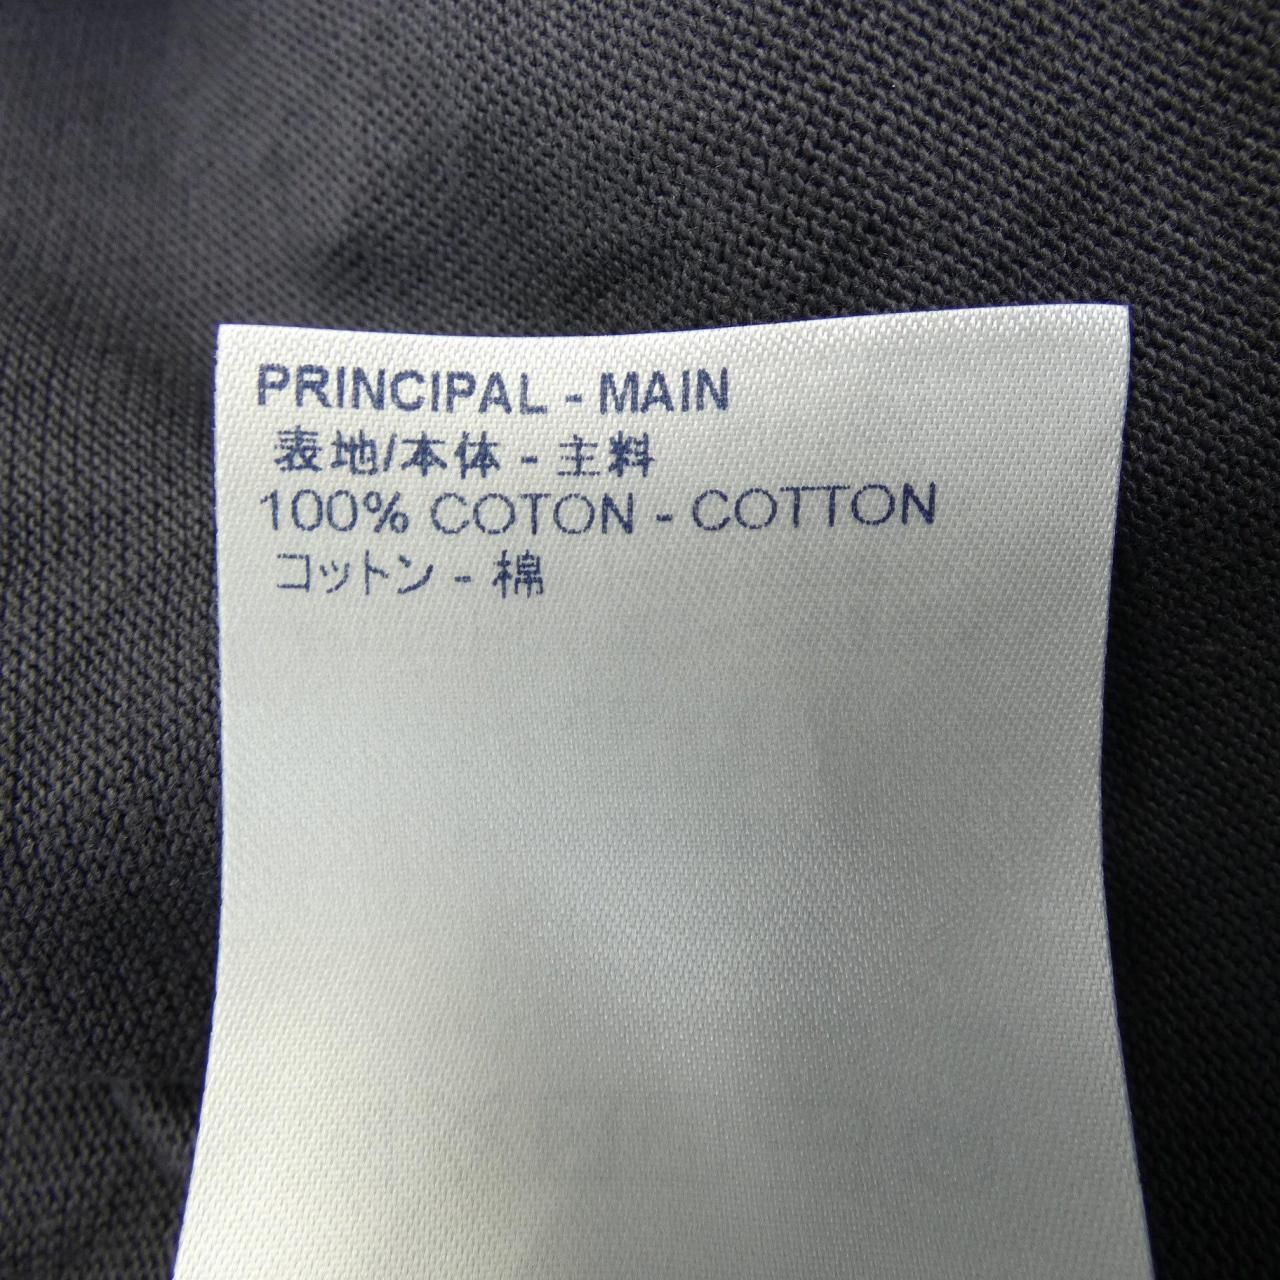 PRINCIPAL - MAIN
表地/本体 - 主料
100% COTON - COTTON
コットン - 棉